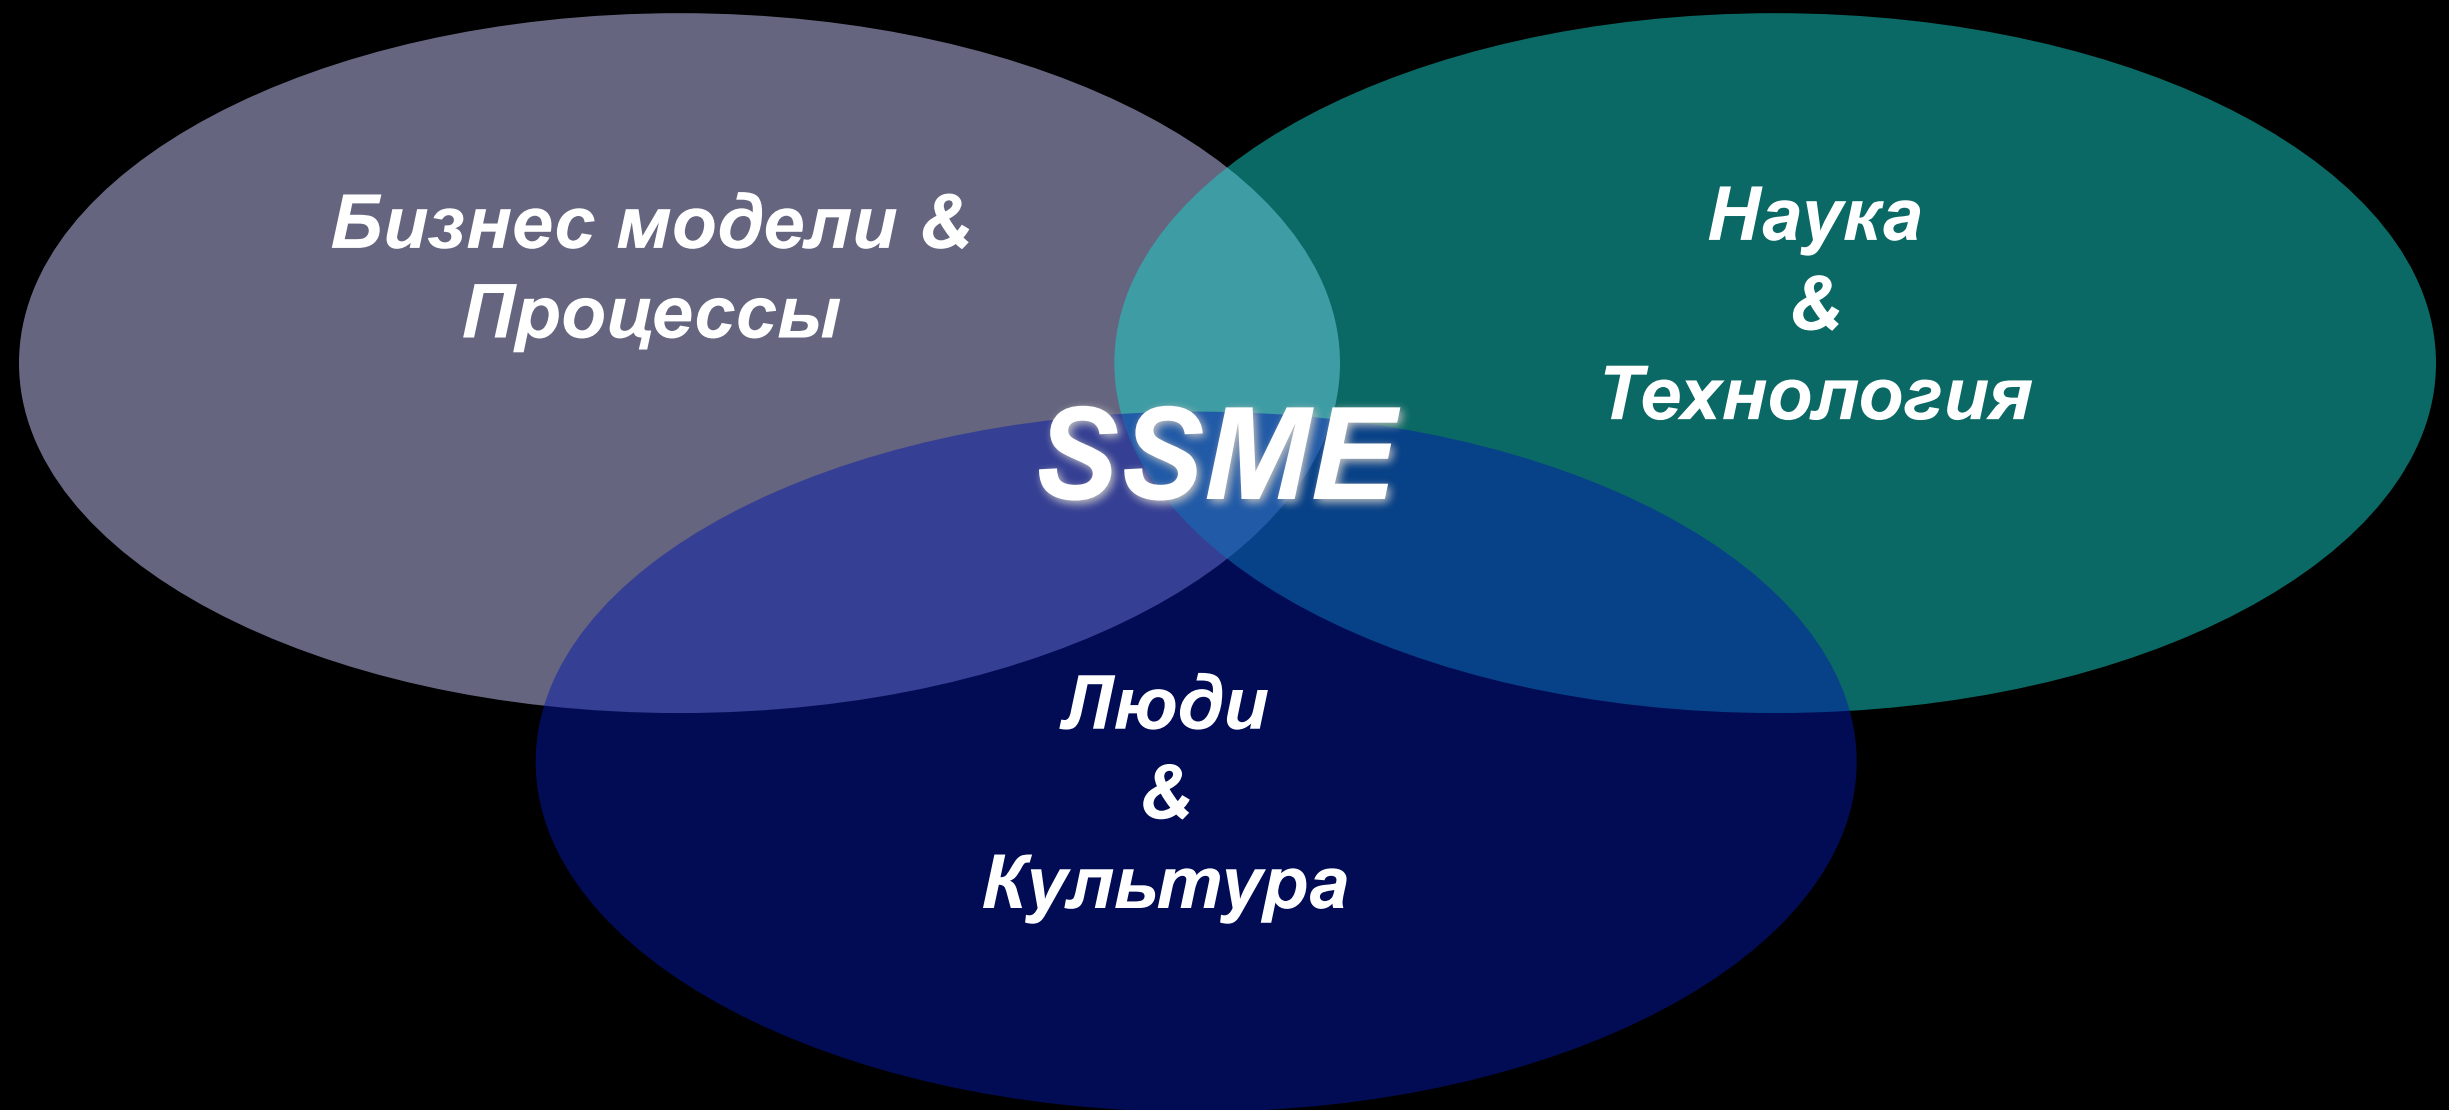 Бизнес модели &
Процессы
Наука
&
Технология
SSME
Люди
&
Культура